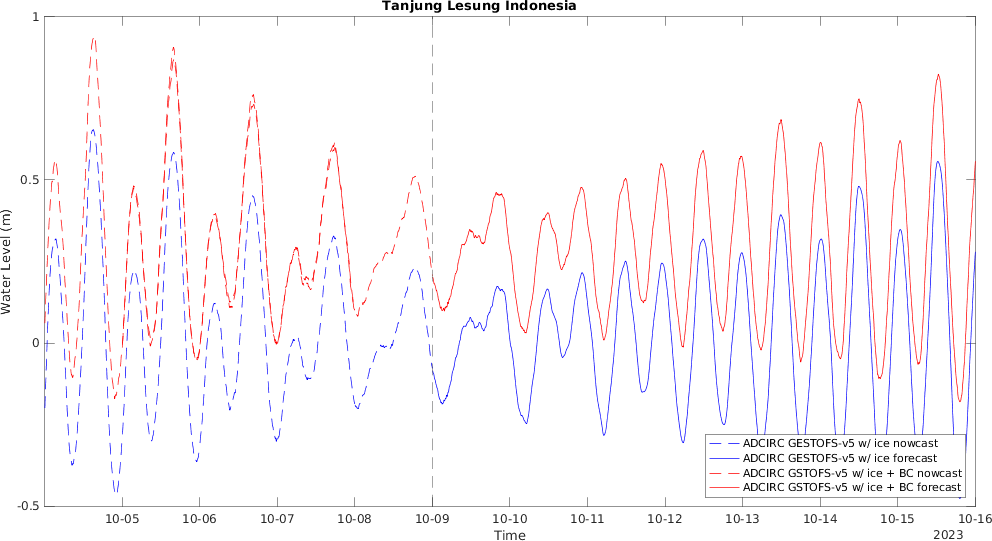 Tanjung Lesung Indonesia
1
0.5
0
-0.5
Water Level (m)
10-05 10-06 10-07 10-08 10-09 10-10 10-11 10-12 10-13 10-14 10-15 10-16
Time
2023
ADCIRC GESTOFS-v5 w/ ice nowcast
ADCIRC GESTOFS-v5 w/ ice forecast
ADCIRC GSTOFS-v5 w/ ice + BC nowcast
ADCIRC GSTOFS-v5 w/ ice + BC forecast